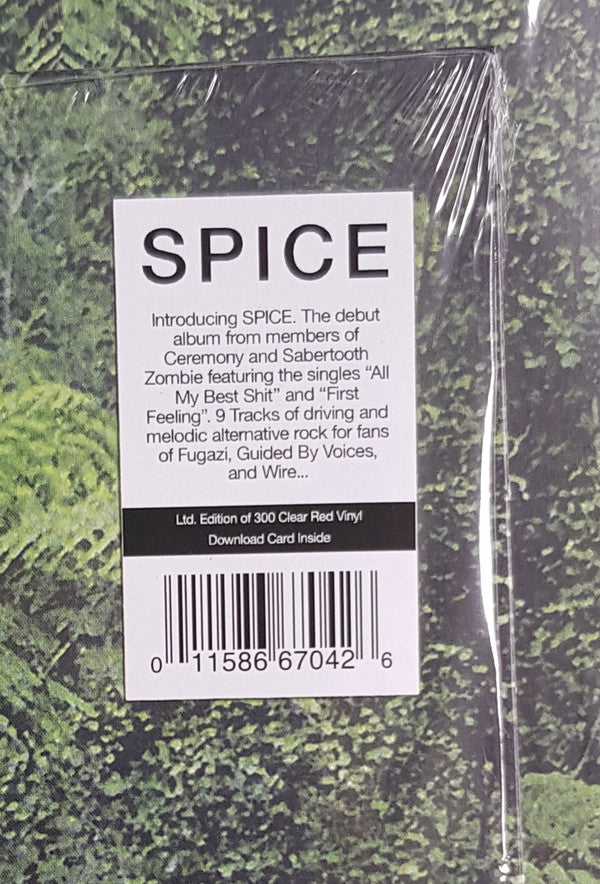 SPICE
Introducing SPICE. The debut
album from members of
Ceremony and Sabertooth
Zombie featuring the singles “All
My Best Shit” and “First
Feeling”. 9 Tracks of driving and
melodic alternative rock for fans
of Fugazi, Guided By Voices,
and Wire...
Ltd. Edition of 300 Clear Red Vinyl
Download Card Inside
0 11586 67042 6